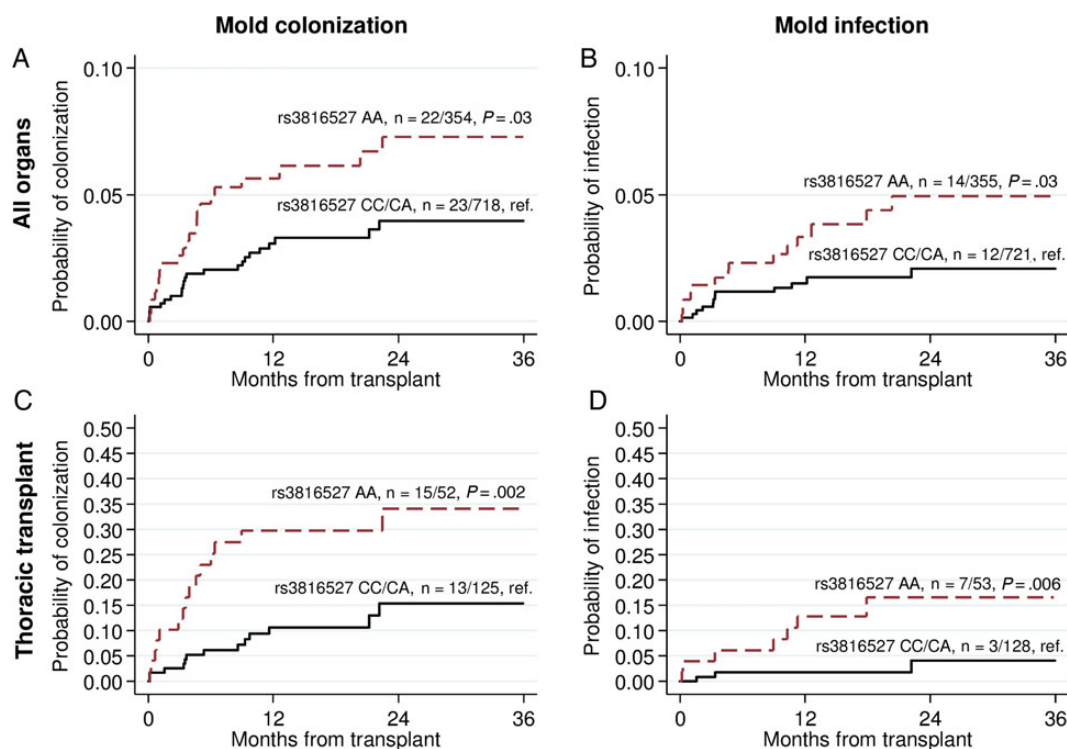 Mold colonization
Mold infection
All organs
A
Probability of colonization
0.10
0.05
0.00
rs3816527 AA, n = 22/354, P = .03
rs3816527 CC/CA, n = 23/718, ref.
0 12 24 36
Months from transplant
B
Probability of infection
0.10
0.05
0.00
rs3816527 AA, n = 14/355, P = .03
rs3816527 CC/CA, n = 12/721, ref.
0 12 24 36
Months from transplant
Thoracic transplant
C
Probability of colonization
0.50
0.45
0.40
0.35
0.30
0.25
0.20
0.15
0.10
0.05
0.00
rs3816527 AA, n = 15/52, P = .002
rs3816527 CC/CA, n = 13/125, ref.
0 12 24 36
Months from transplant
D
Probability of infection
0.50
0.45
0.40
0.35
0.30
0.25
0.20
0.15
0.10
0.05
0.00
rs3816527 AA, n = 7/53, P = .006
rs3816527 CC/CA, n = 3/128, ref.
0 12 24 36
Months from transplant